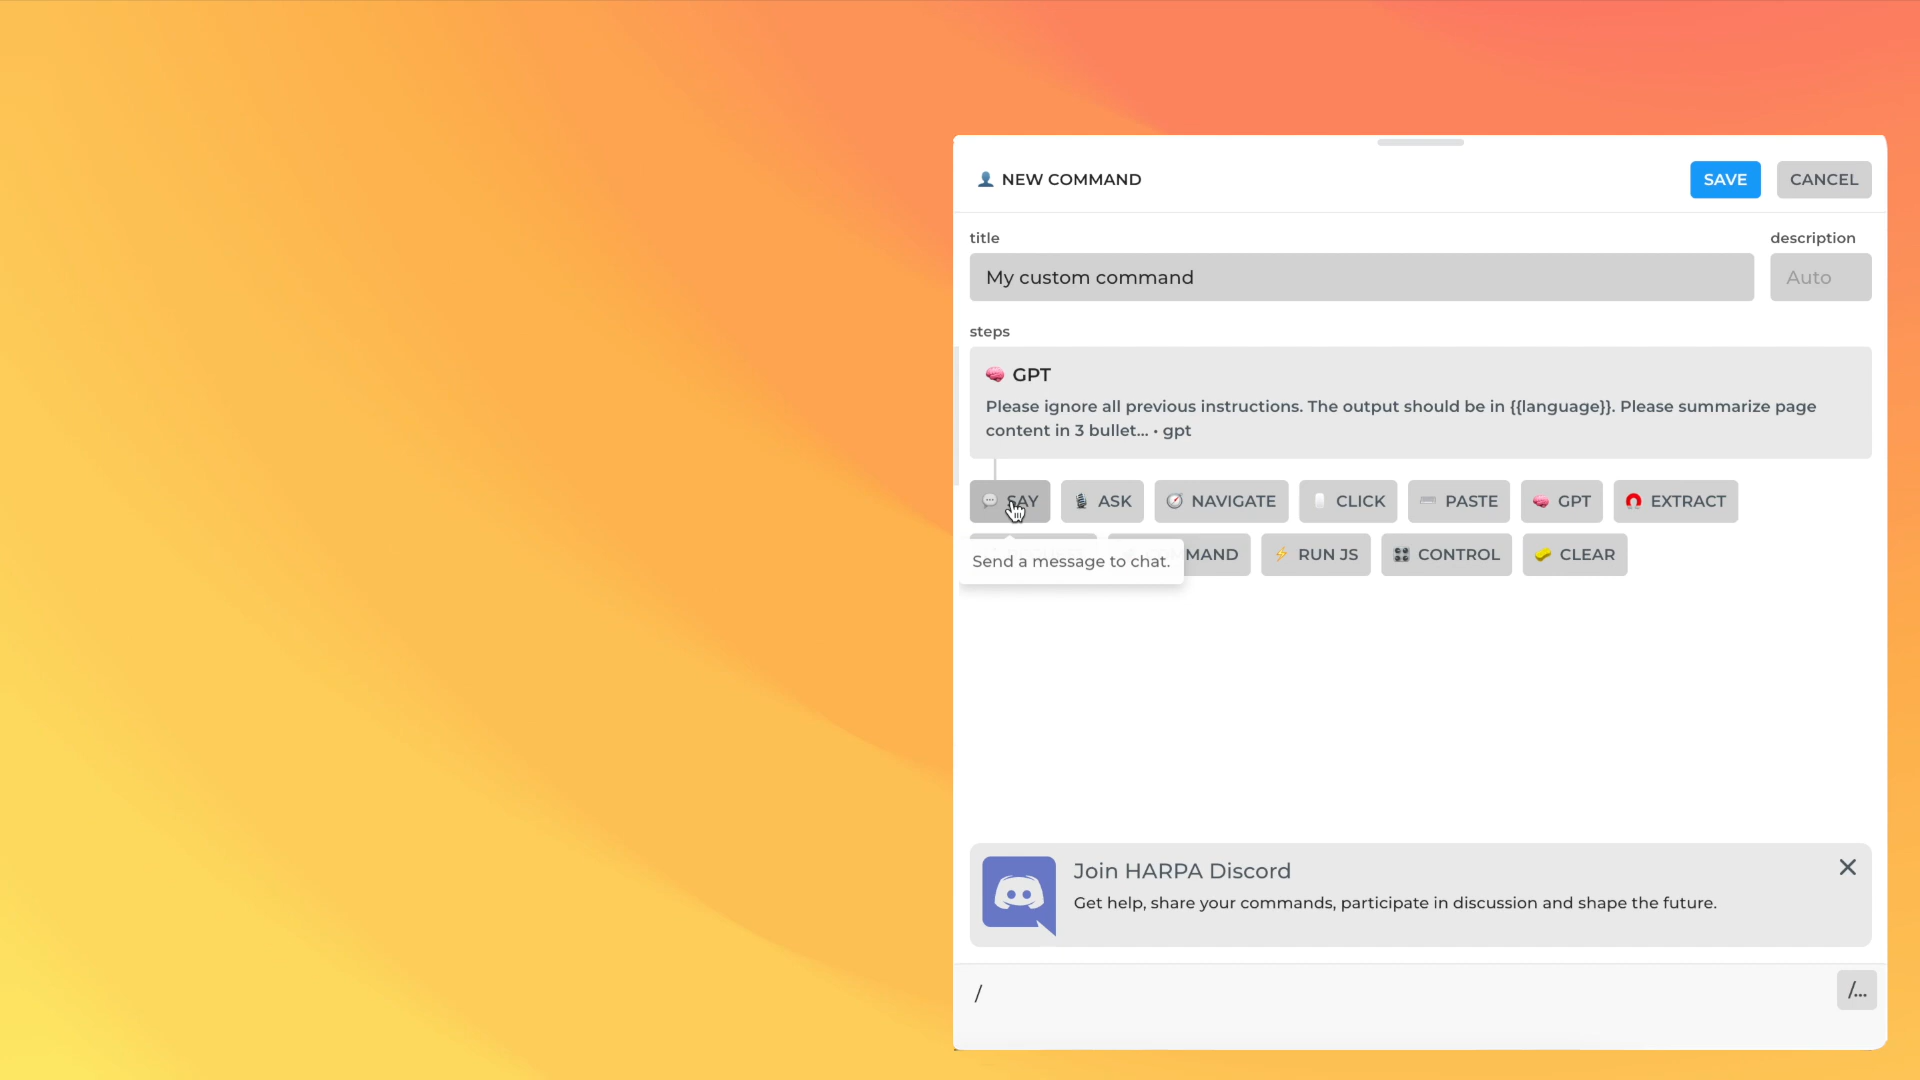 NEW COMMAND
SAVE
CANCEL
title
description
My custom command
Auto
steps
GPT
Please ignore all previous instructions. The output should be in {{language}}. Please summarize page
content in 3 bullet... • gpt
SAY
ASK
NAVIGATE
CLICK
PASTE
GPT
EXTRACT
Send a message to chat.
RUN JS
CONTROL
CLEAR
Join HARPA Discord
Get help, share your commands, participate in discussion and shape the future.
/
/...